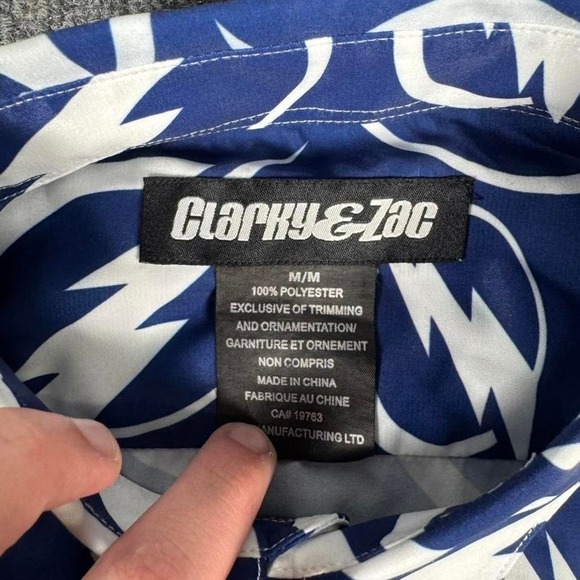 Clarky & Zac
M/M
100% POLYESTER
EXCLUSIVE OF TRIMMING
AND ORNAMENTATION/
GARNITURE ET ORNEMENT
NON COMPRIS
MADE IN CHINA
FABRIQUE AU CHINE
CA# 19763
LTD